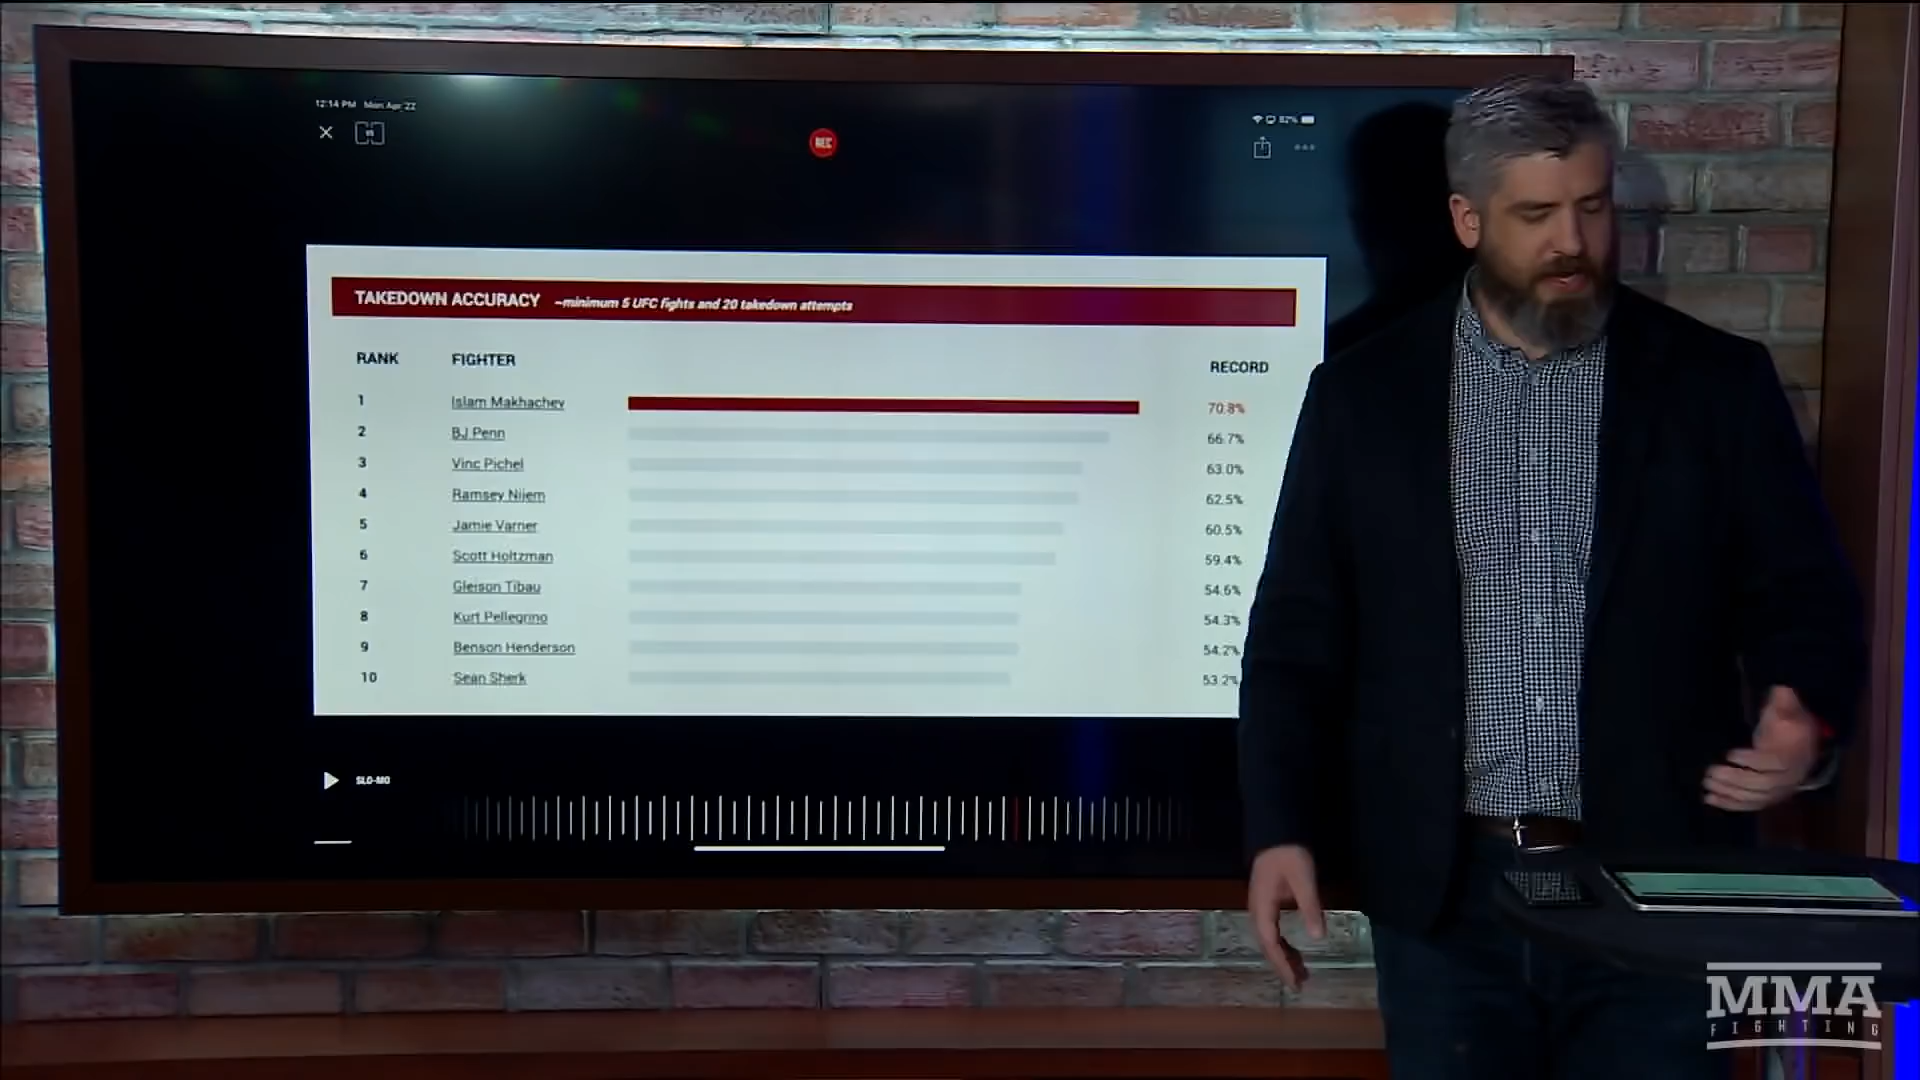 12:14 PM Mon Apr 22
82%
REC
TAKEDOWN ACCURACY ~minimum 5 UFC fights and 20 takedown attempts
RANK FIGHTER RECORD
1 Islam Makhachev 70.8%
2 BJ Penn 66.7%
3 Vinc Pichel 63.0%
4 Ramsey Nijem 62.5%
5 Jamie Varner 60.5%
6 Scott Holtzman 59.4%
7 Gleison Tibau 54.5%
8 Kurt Pellegrino 54.3%
9 Benson Henderson 54.2%
10 Sean Sherk 53.2%
SLO-MO
MMA
FIGHTING